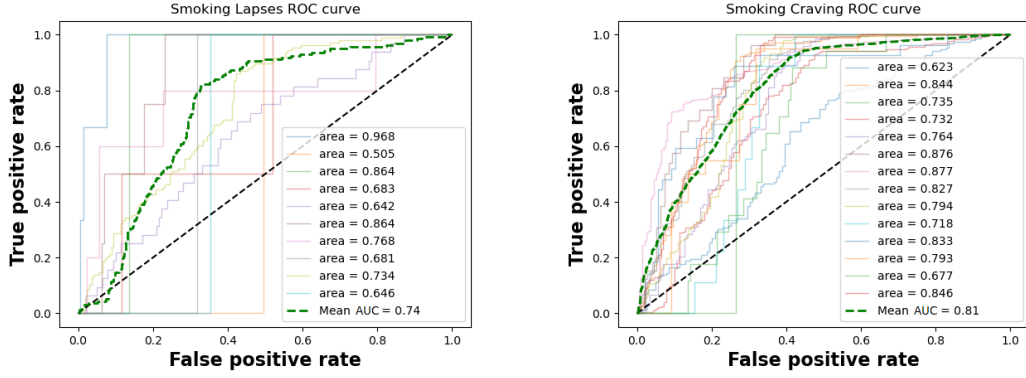 Smoking Lapses ROC curve
1.0
0.8
0.6
0.4
0.2
0.0
True positive rate
area = 0.968
area = 0.505
area = 0.864
area = 0.683
area = 0.642
area = 0.864
area = 0.768
area = 0.681
area = 0.734
area = 0.646
Mean AUC = 0.74
0.0 0.2 0.4 0.6 0.8 1.0
False positive rate
Smoking Craving ROC curve
1.0
0.8
0.6
0.4
0.2
0.0
True positive rate
area = 0.623
area = 0.844
area = 0.735
area = 0.732
area = 0.764
area = 0.876
area = 0.877
area = 0.827
area = 0.794
area = 0.718
area = 0.833
area = 0.793
area = 0.677
area = 0.846
Mean AUC = 0.81
0.0 0.2 0.4 0.6 0.8 1.0
False positive rate